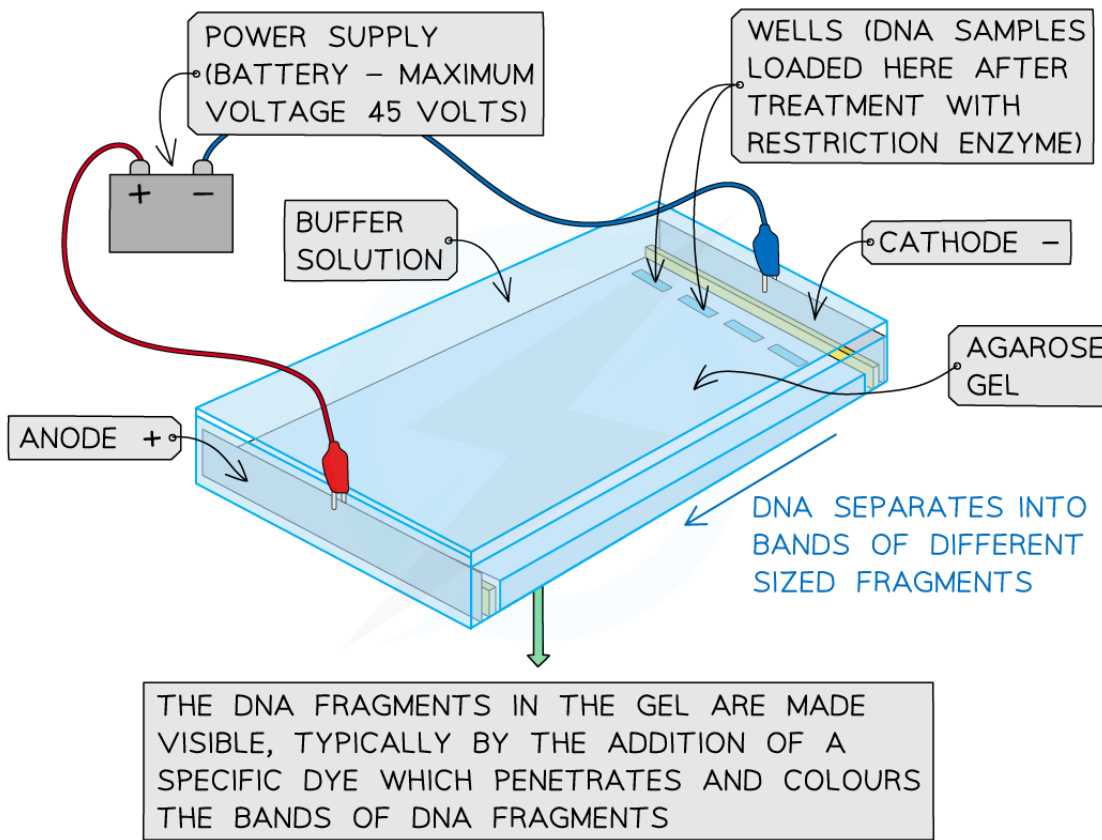 POWER SUPPLY
(BATTERY – MAXIMUM
VOLTAGE 45 VOLTS)
WELLS (DNA SAMPLES
LOADED HERE AFTER
TREATMENT WITH
RESTRICTION ENZYME)
+ -
BUFFER
SOLUTION
CATHODE -
AGAROSE
GEL
ANODE +
DNA SEPARATES INTO
BANDS OF DIFFERENT
SIZED FRAGMENTS
THE DNA FRAGMENTS IN THE GEL ARE MADE
VISIBLE, TYPICALLY BY THE ADDITION OF A
SPECIFIC DYE WHICH PENETRATES AND COLOURS
THE BANDS OF DNA FRAGMENTS